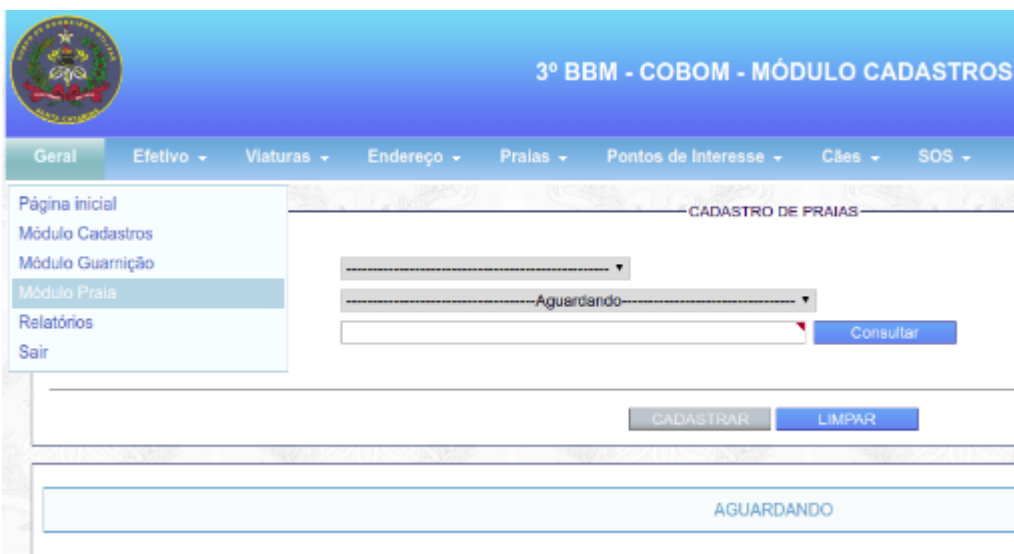 3º BBM - COBOM - MÓDULO CADASTROS
Geral Efetivo Viaturas Endereço Praias Pontos de Interesse Cães SOS
Página inicial
CADASTRO DE PRAIAS
Módulo Cadastros
Módulo Guarnição
Módulo Praia
-----Aguardando-----
Relatórios
Consultar
Sair
CADASTRAR LIMPAR
AGUARDANDO